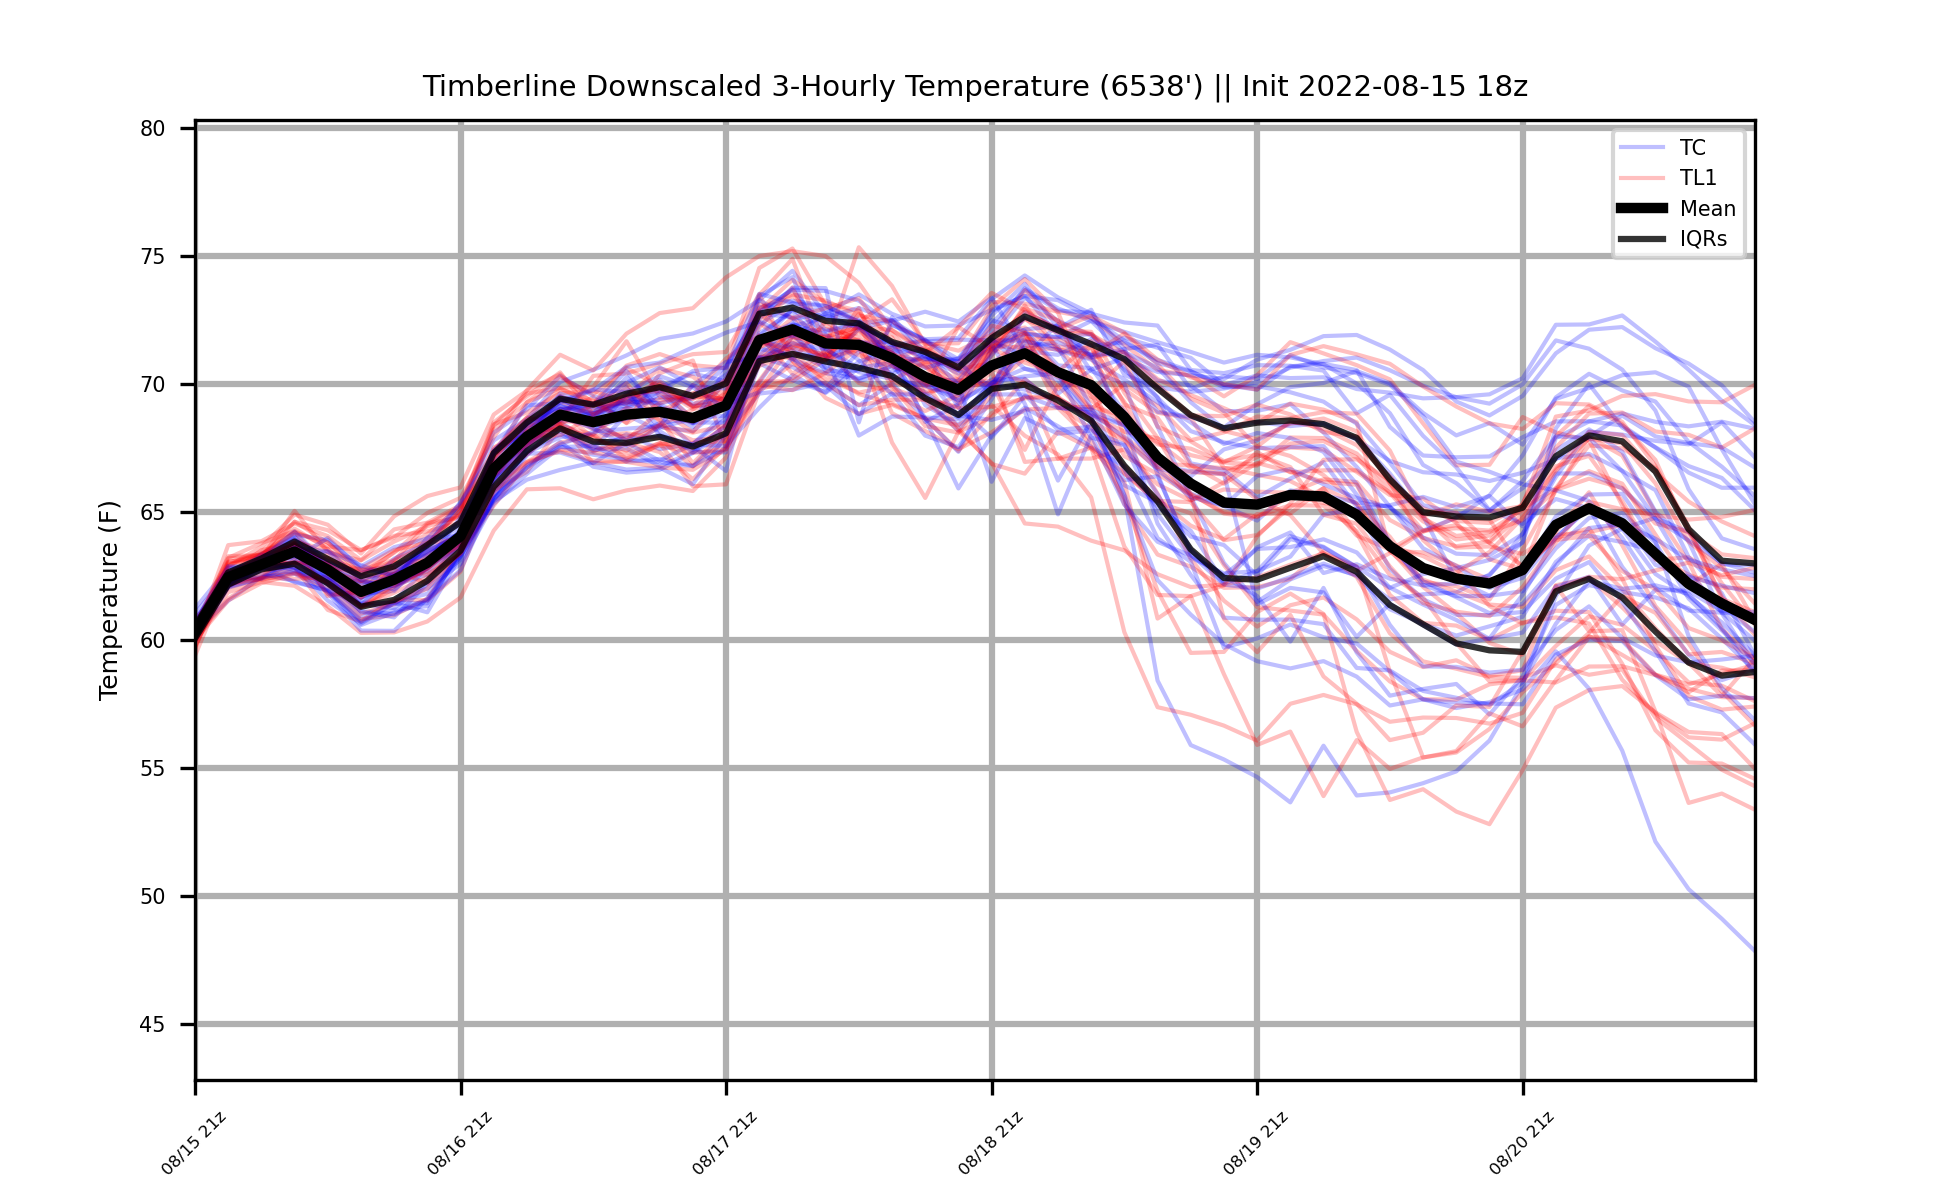 Timberline Downscaled 3-Hourly Temperature (6538') || Init 2022-08-15 18z
TC
TL1
Mean
IQRs
Temperature (F)
80
75
70
65
60
55
50
45
08/15 21z
08/16 21z
08/17 21z
08/18 21z
08/19 21z
08/20 21z